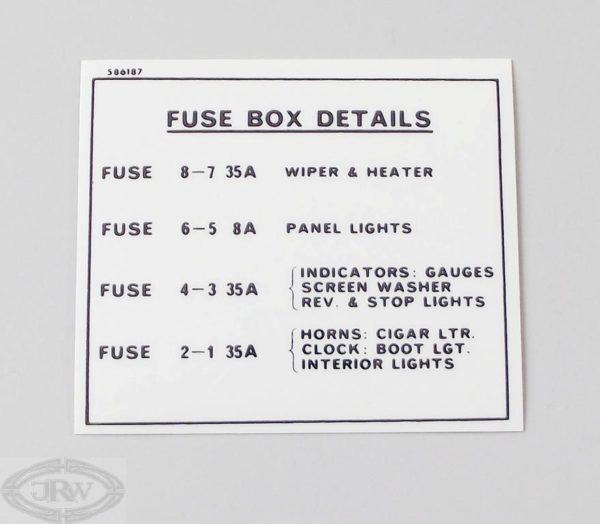 586187
FUSE BOX DETAILS
FUSE 8-7 35A WIPER & HEATER
FUSE 6-5 8A PANEL LIGHTS
FUSE 4-3 35A INDICATORS: GAUGES
SCREEN WASHER
REV. & STOP LIGHTS
FUSE 2-1 35A HORNS: CIGAR LTR.
CLOCK: BOOT LGT.
INTERIOR LIGHTS
JRW